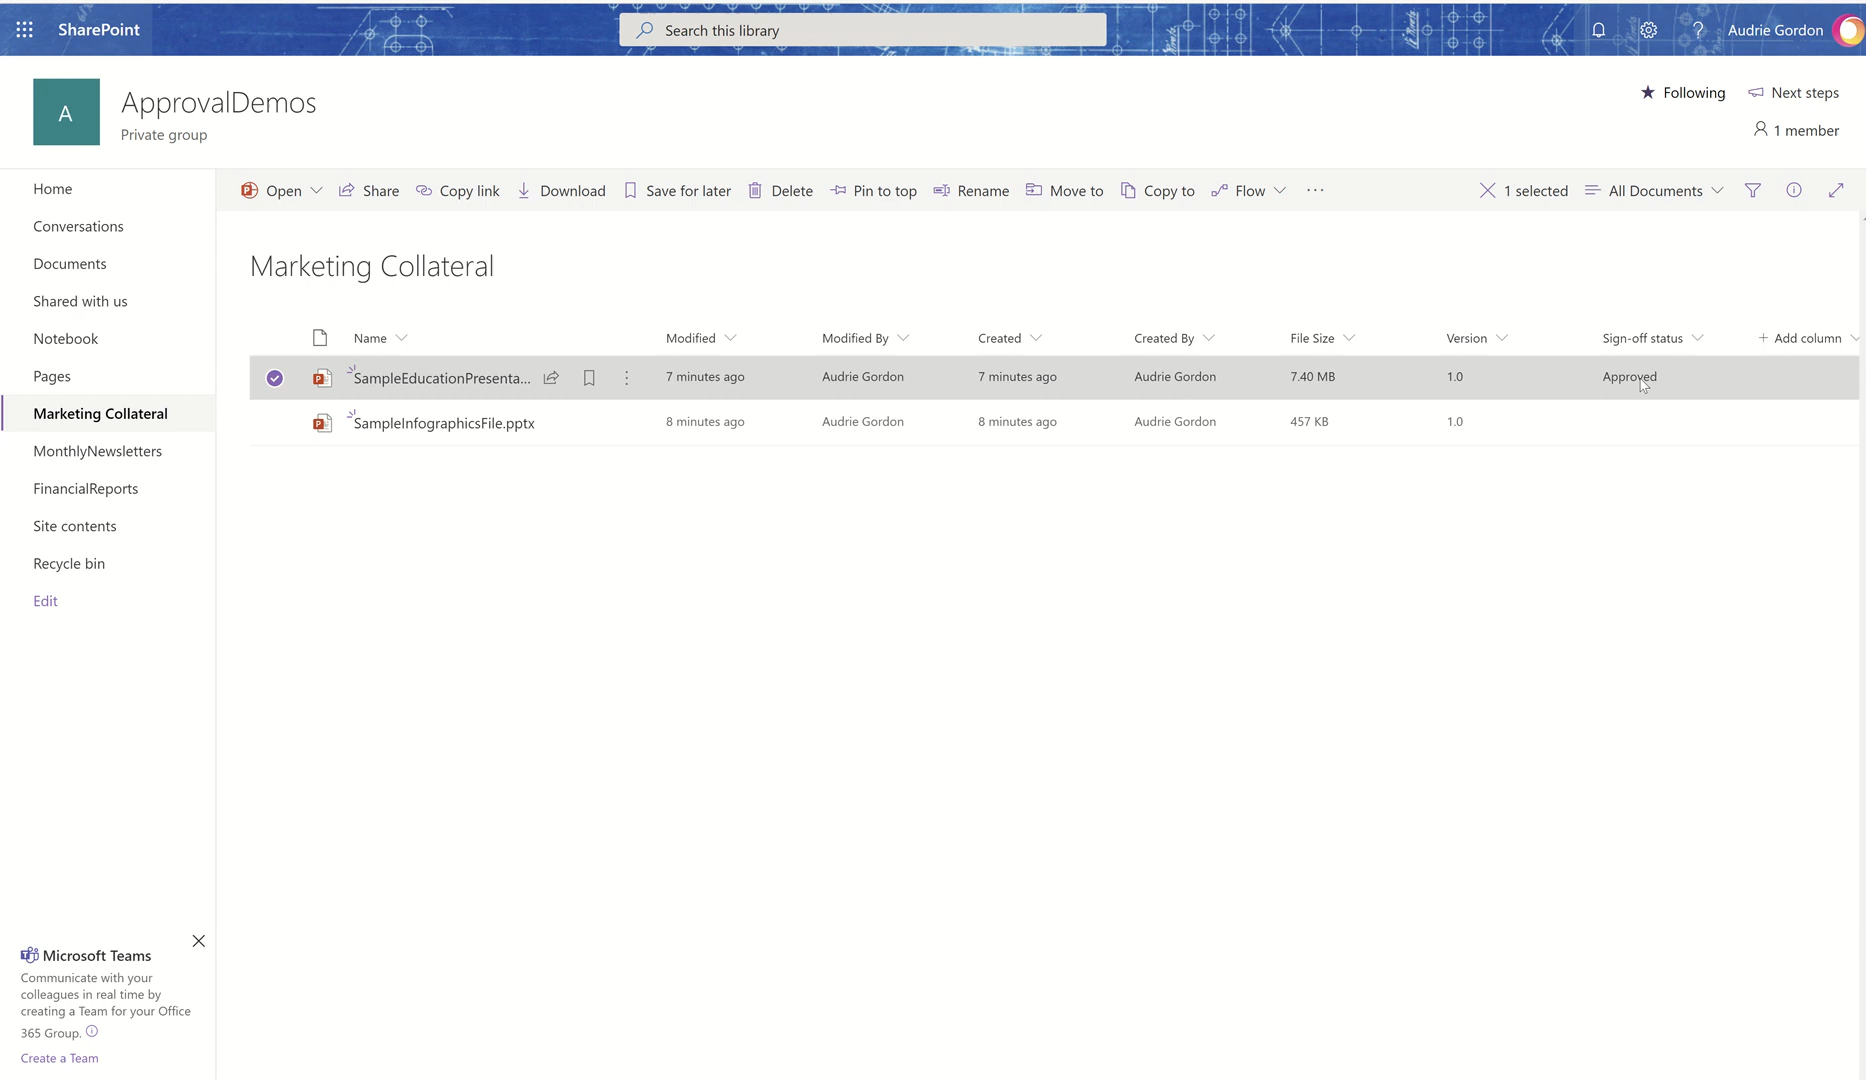 SharePoint
Search this library
Audrie Gordon
A
ApprovalDemos
Private group
Following
Next steps
1 member
Home
Conversations
Documents
Shared with us
Notebook
Pages
Marketing Collateral
MonthlyNewsletters
FinancialReports
Site contents
Recycle bin
Edit
Open Share Copy link Download Save for later Delete Pin to top Rename Move to Copy to Flow ··· 1 selected All Documents
Marketing Collateral
Name Modified Modified By Created Created By File Size Version Sign-off status + Add column
SampleEducationPresenta... 7 minutes ago Audrie Gordon 7 minutes ago Audrie Gordon 7.40 MB 1.0 Approved
SampleInfographicsFile.pptx 8 minutes ago Audrie Gordon 8 minutes ago Audrie Gordon 457 KB 1.0
Microsoft Teams
Communicate with your
colleagues in real time by
creating a Team for your Office
365 Group.
Create a Team